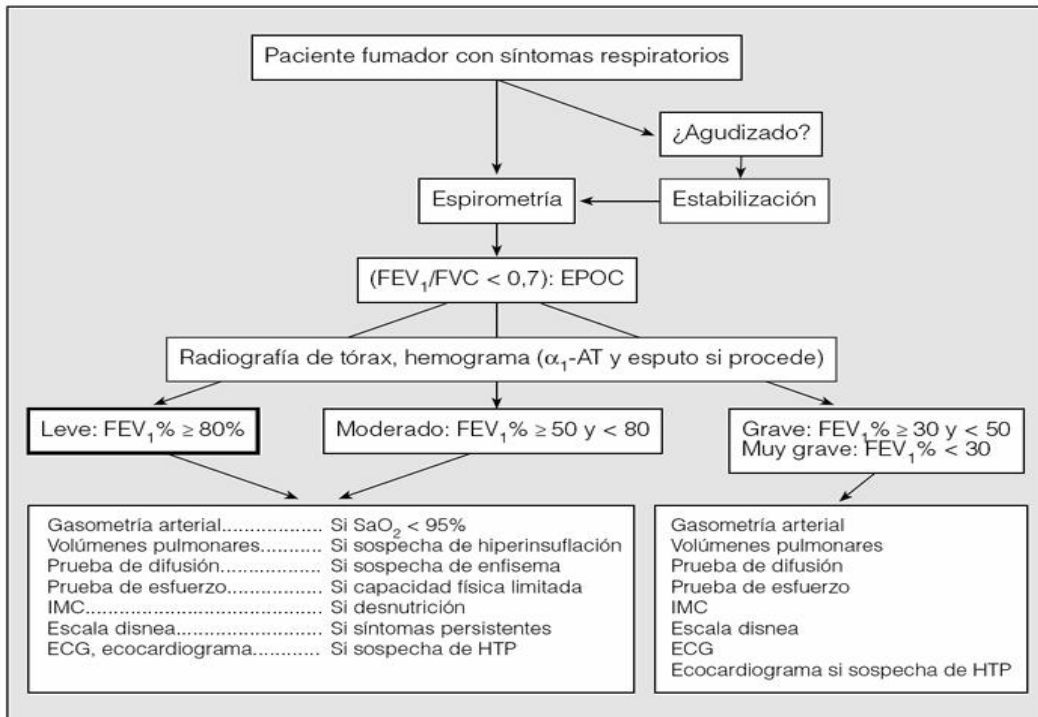 Paciente fumador con síntomas respiratorios
¿Agudizado?
Espirometría
Estabilización
(FEV₁/FVC < 0,7): EPOC
Radiografía de tórax, hemograma (α₁-AT y esputo si procede)
Leve: FEV₁% ≥ 80%
Moderado: FEV₁% ≥ 50 y < 80
Grave: FEV₁% ≥ 30 y < 50
Muy grave: FEV₁% < 30
Gasometría arterial.................. Si SaO₂ < 95%
Volúmenes pulmonares........... Si sospecha de hiperinsuflación
Prueba de difusión................... Si sospecha de enfisema
Prueba de esfuerzo.................. Si capacidad física limitada
IMC........................................... Si desnutrición
Escala disnea........................... Si síntomas persistentes
ECG, ecocardiograma............ Si sospecha de HTP
Gasometría arterial
Volúmenes pulmonares
Prueba de difusión
Prueba de esfuerzo
IMC
Escala disnea
ECG
Ecocardiograma si sospecha de HTP